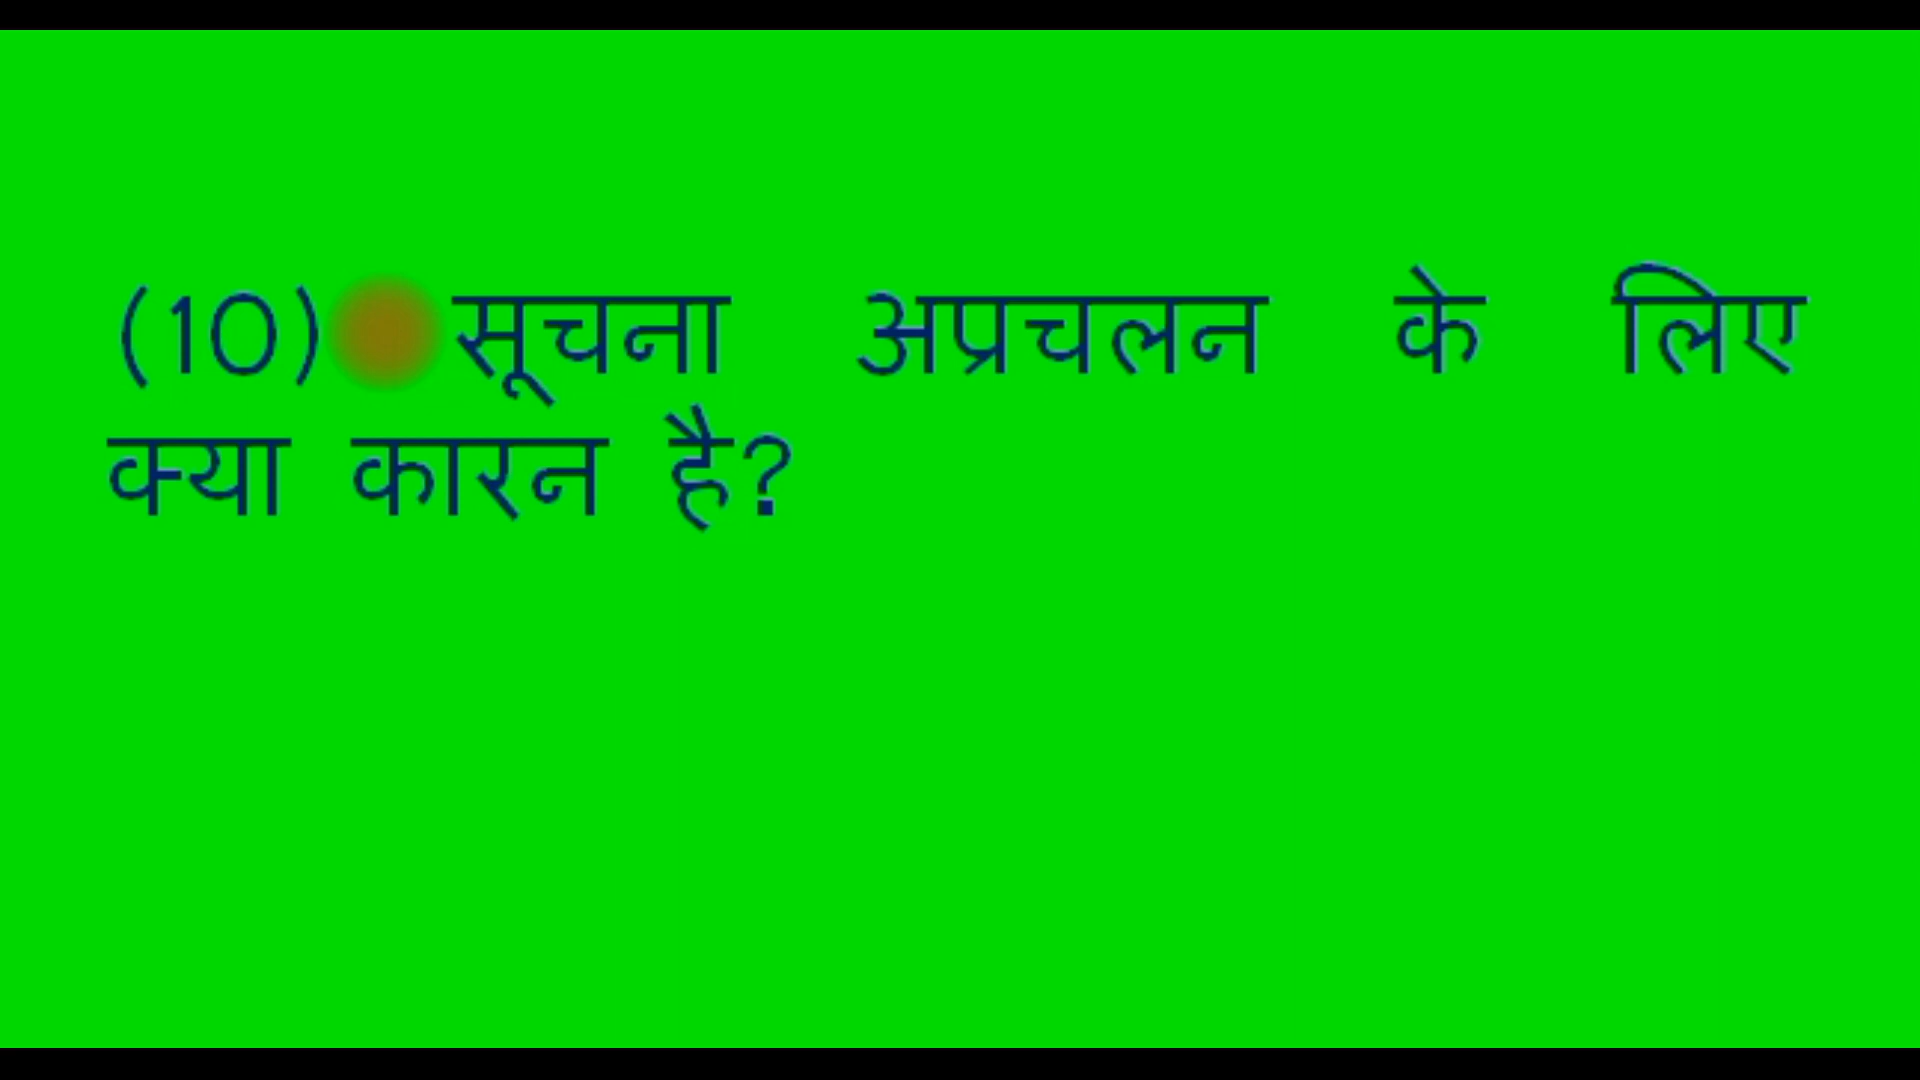 (10) सूचना अप्रचलन के लिए
क्या कारन है?